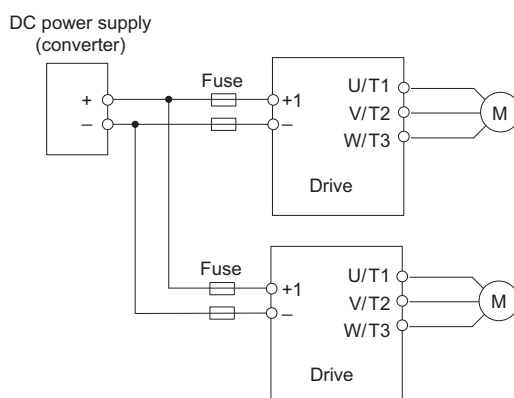 DC power supply
(converter)
+
–
Fuse
+1
–
U/T1
V/T2
W/T3
Drive
M
Fuse
+1
–
U/T1
V/T2
W/T3
Drive
M